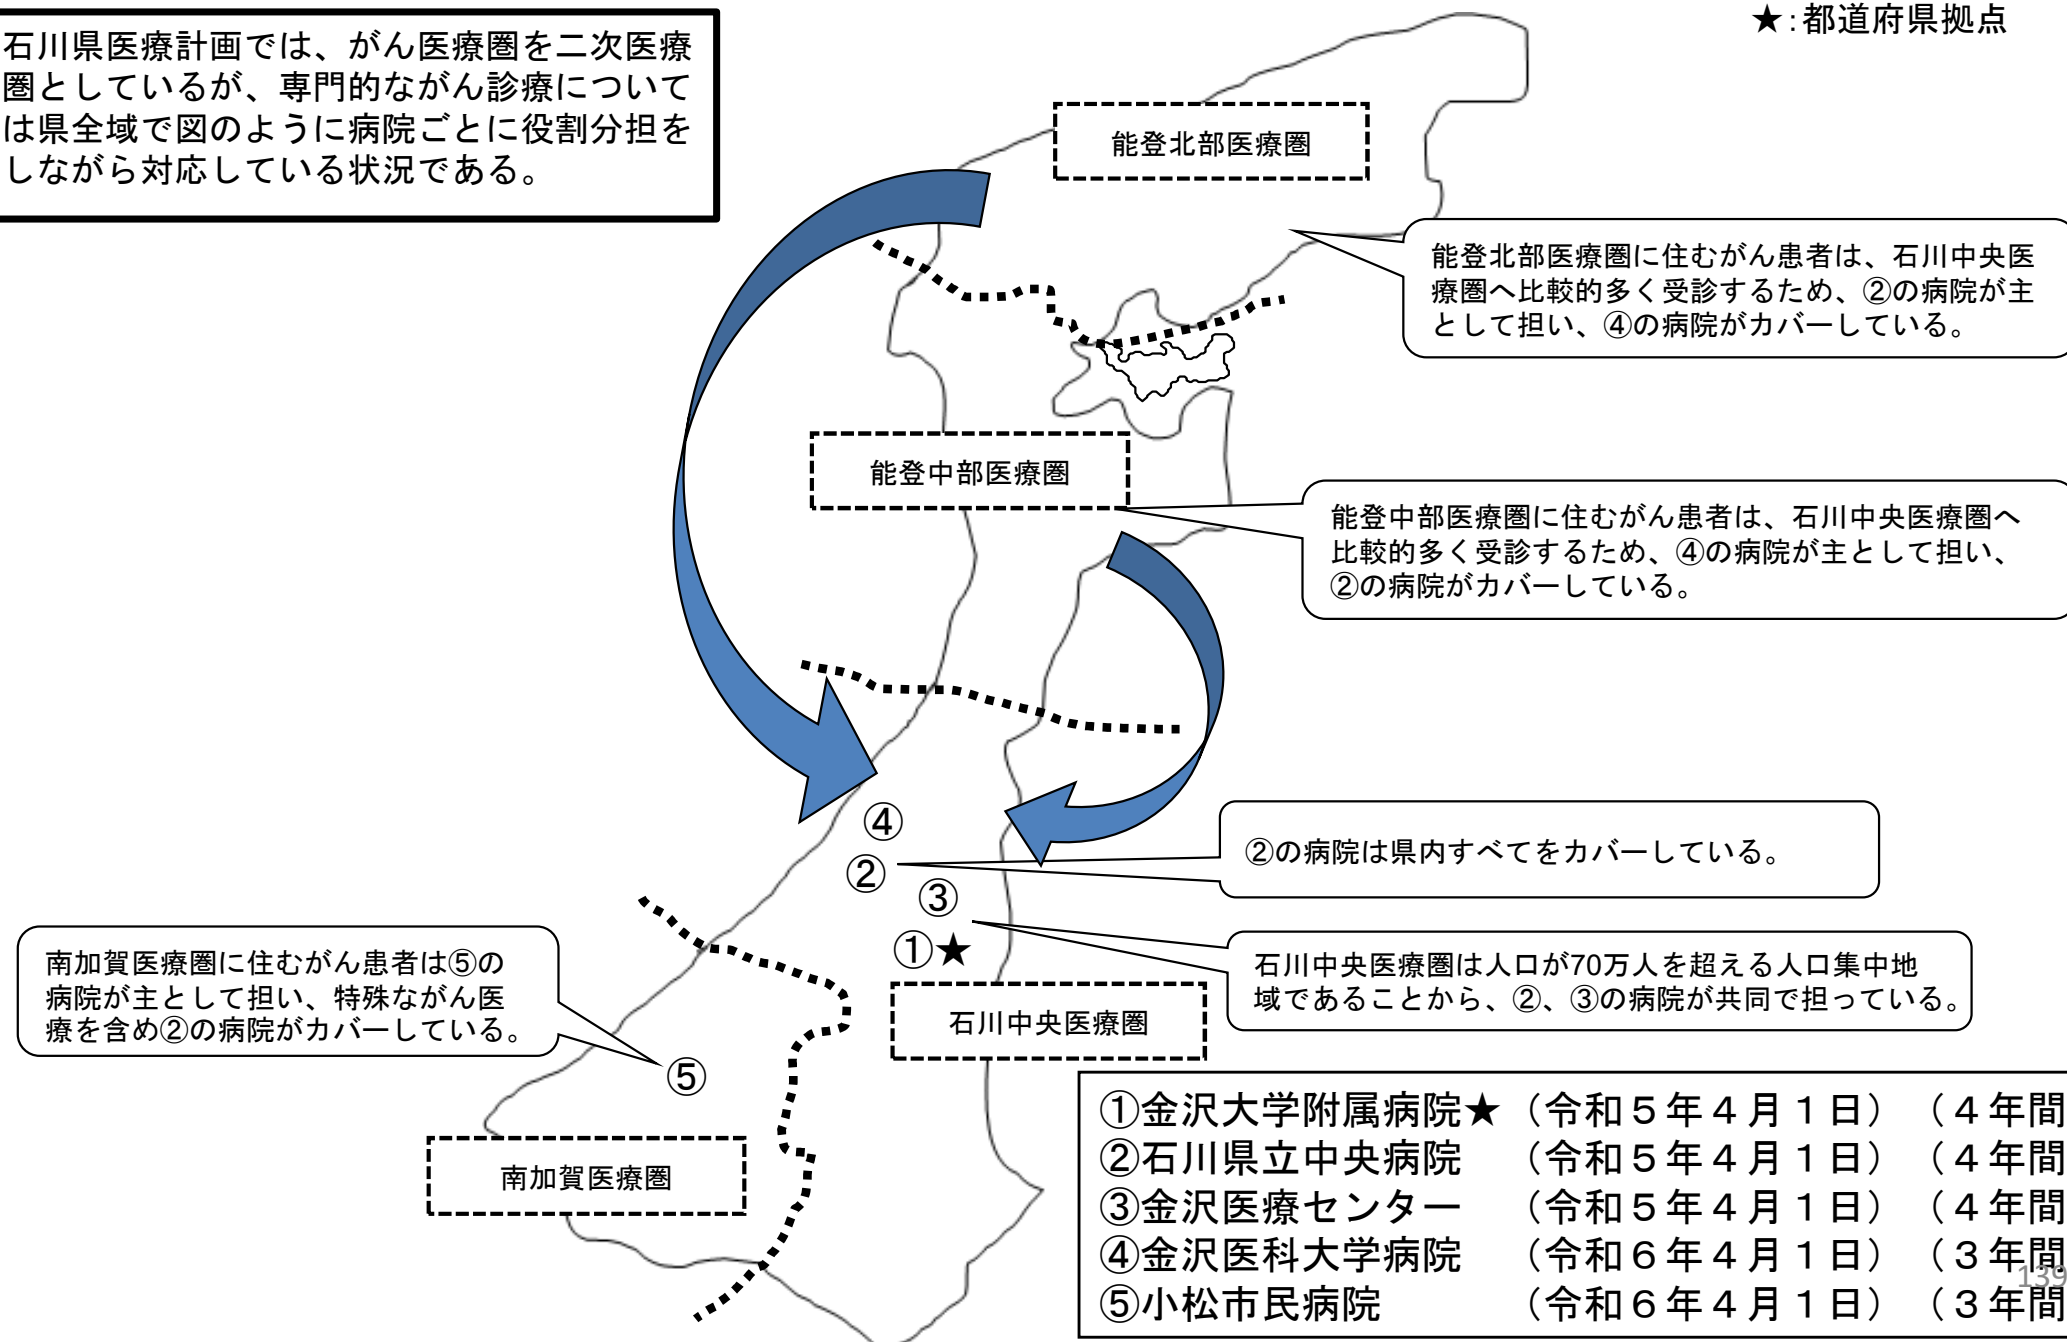 ★：都道府県拠点
石川県医療計画では、がん医療圏を二次医療
圏としているが、専門的ながん診療について
は県全域で図のように病院ごとに役割分担を
しながら対応している状況である。
能登北部医療圏
能登北部医療圏に住むがん患者は、石川中央医
療圏へ比較的多く受診するため、②の病院が主
として担い、④の病院がカバーしている。
能登中部医療圏
能登中部医療圏に住むがん患者は、石川中央医療圏へ
比較的多く受診するため、④の病院が主として担い、
②の病院がカバーしている。
④
②
③
①★
②の病院は県内すべてをカバーしている。
石川中央医療圏は人口が70万人を超える人口集中地
域であることから、②、③の病院が共同で担っている。
石川中央医療圏
南加賀医療圏に住むがん患者は⑤の
病院が主として担い、特殊ながん医
療を含め②の病院がカバーしている。
⑤
南加賀医療圏
①金沢大学附属病院★（令和５年４月１日）（４年間
②石川県立中央病院　（令和５年４月１日）（４年間
③金沢医療センター　（令和５年４月１日）（４年間
④金沢医科大学病院　（令和６年４月１日）（３年間
⑤小松市民病院　　　（令和６年４月１日）（３年間
139